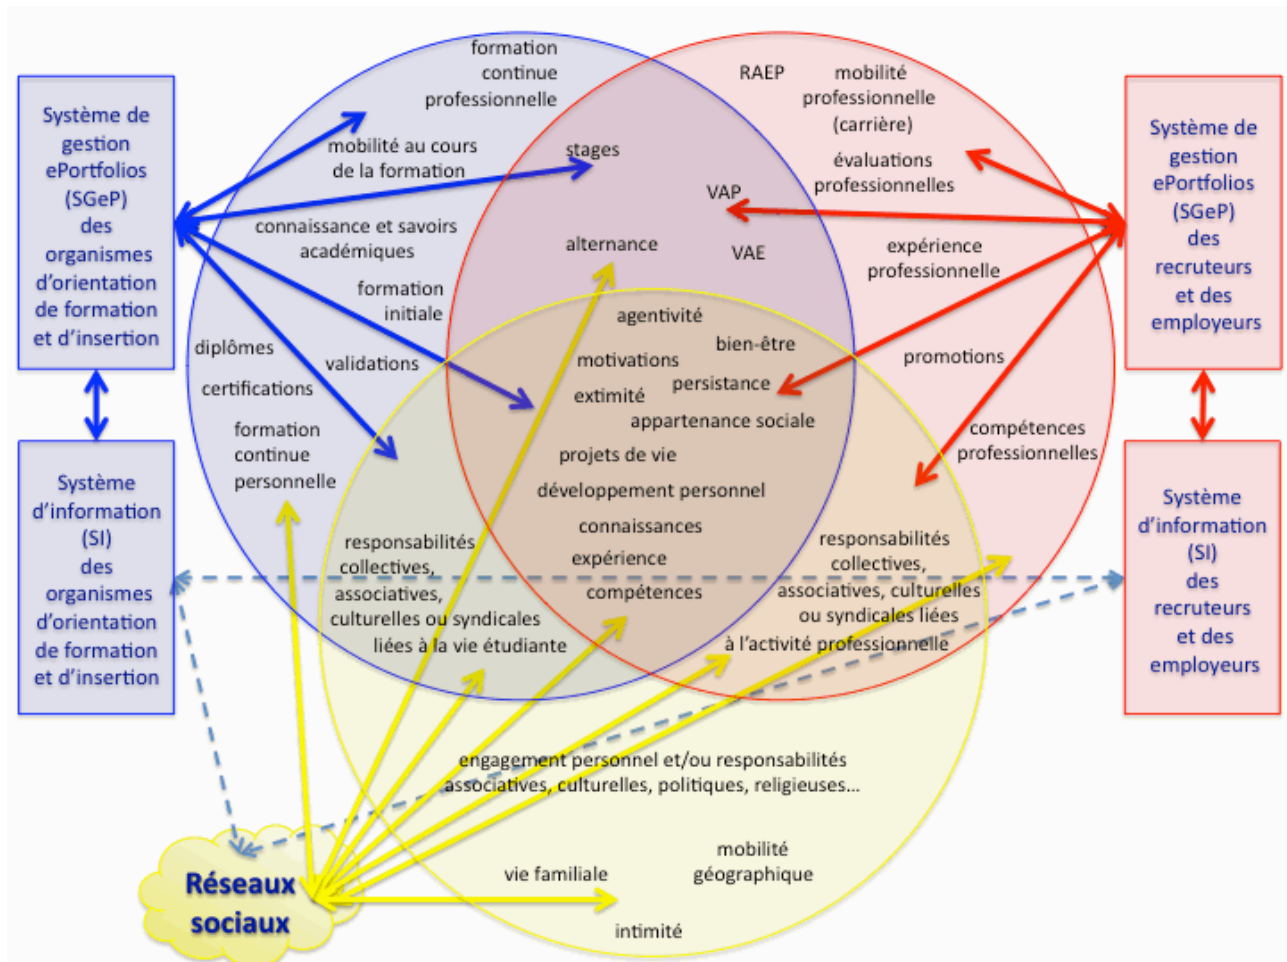 formation
continue
professionnelle
RAEP
mobilité
professionnelle
(carrière)
Système de
gestion
ePortfolios
(SGeP)
des
organismes
d'orientation
de formation
et d'insertion
mobilité au cours
de la formation
stages
évaluations
professionnelles
Système de
gestion
ePortfolios
(SGeP)
des
recruteurs
et des
employeurs
VAP
connaissance et savoirs
académiques
alternance
VAE
expérience
professionnelle
formation
initiale
agentivité
bien-être
diplômes
validations
motivations
promotions
certifications
extimité
persistance
appartenance sociale
formation
continue
personnelle
compétences
professionnelles
projets de vie
développement personnel
connaissances
expérience
compétences
Système
d'information
(SI)
des
organismes
d'orientation
de formation
et d'insertion
responsabilités
collectives,
associatives,
culturelles ou syndicales
liées à la vie étudiante
responsabilités
collectives,
associatives, culturelles
ou syndicales liées
à l'activité professionnelle
Système
d'information
(SI)
des
recruteurs
et des
employeurs
engagement personnel et/ou responsabilités
associatives, culturelles, politiques, religieuses...
Réseaux
sociaux
vie familiale
mobilité
géographique
intimité